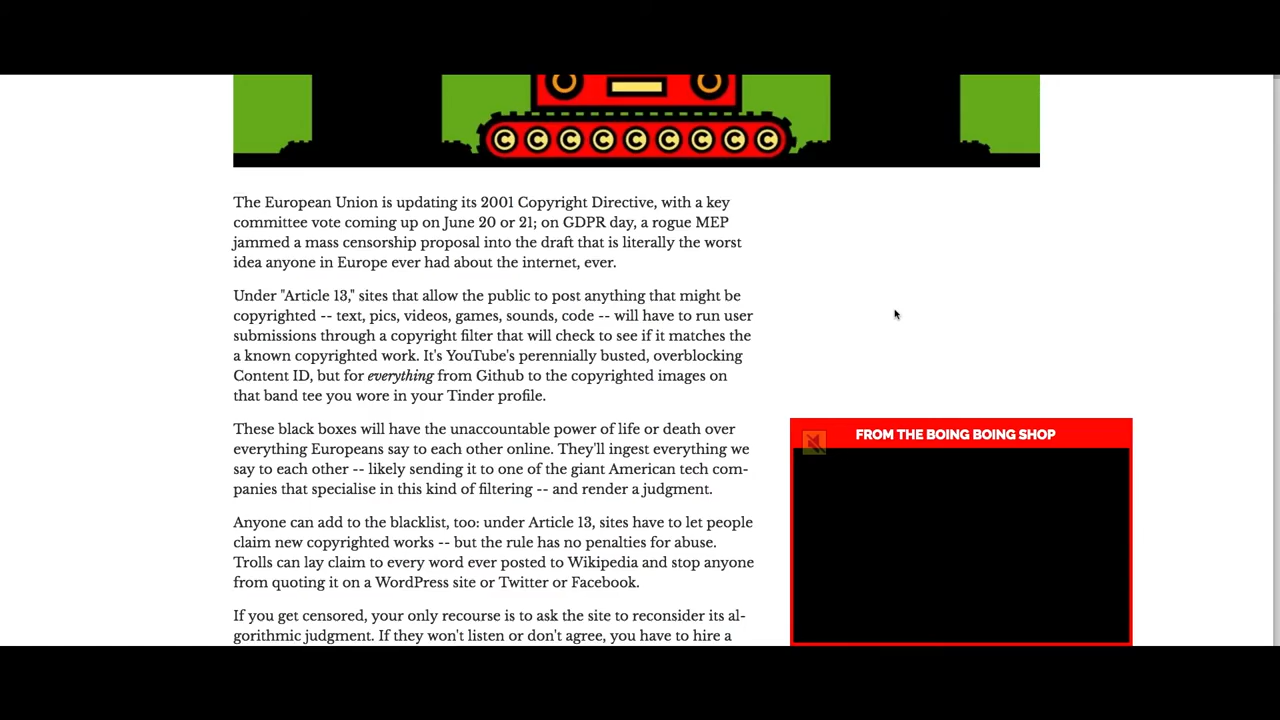 © © © © © © © © ©
The European Union is updating its 2001 Copyright Directive, with a key
committee vote coming up on June 20 or 21; on GDPR day, a rogue MEP
jammed a mass censorship proposal into the draft that is literally the worst
idea anyone in Europe ever had about the internet, ever.
Under "Article 13," sites that allow the public to post anything that might be
copyrighted -- text, pics, videos, games, sounds, code -- will have to run user
submissions through a copyright filter that will check to see if it matches the
a known copyrighted work. It's YouTube's perennially busted, overblocking
Content ID, but for everything from Github to the copyrighted images on
that band tee you wore in your Tinder profile.
These black boxes will have the unaccountable power of life or death over
everything Europeans say to each other online. They'll ingest everything we
say to each other -- likely sending it to one of the giant American tech com-
panies that specialise in this kind of filtering -- and render a judgment.
Anyone can add to the blacklist, too: under Article 13, sites have to let people
claim new copyrighted works -- but the rule has no penalties for abuse.
Trolls can lay claim to every word ever posted to Wikipedia and stop anyone
from quoting it on a WordPress site or Twitter or Facebook.
If you get censored, your only recourse is to ask the site to reconsider its al-
gorithmic judgment. If they won't listen or don't agree, you have to hire a
FROM THE BOING BOING SHOP